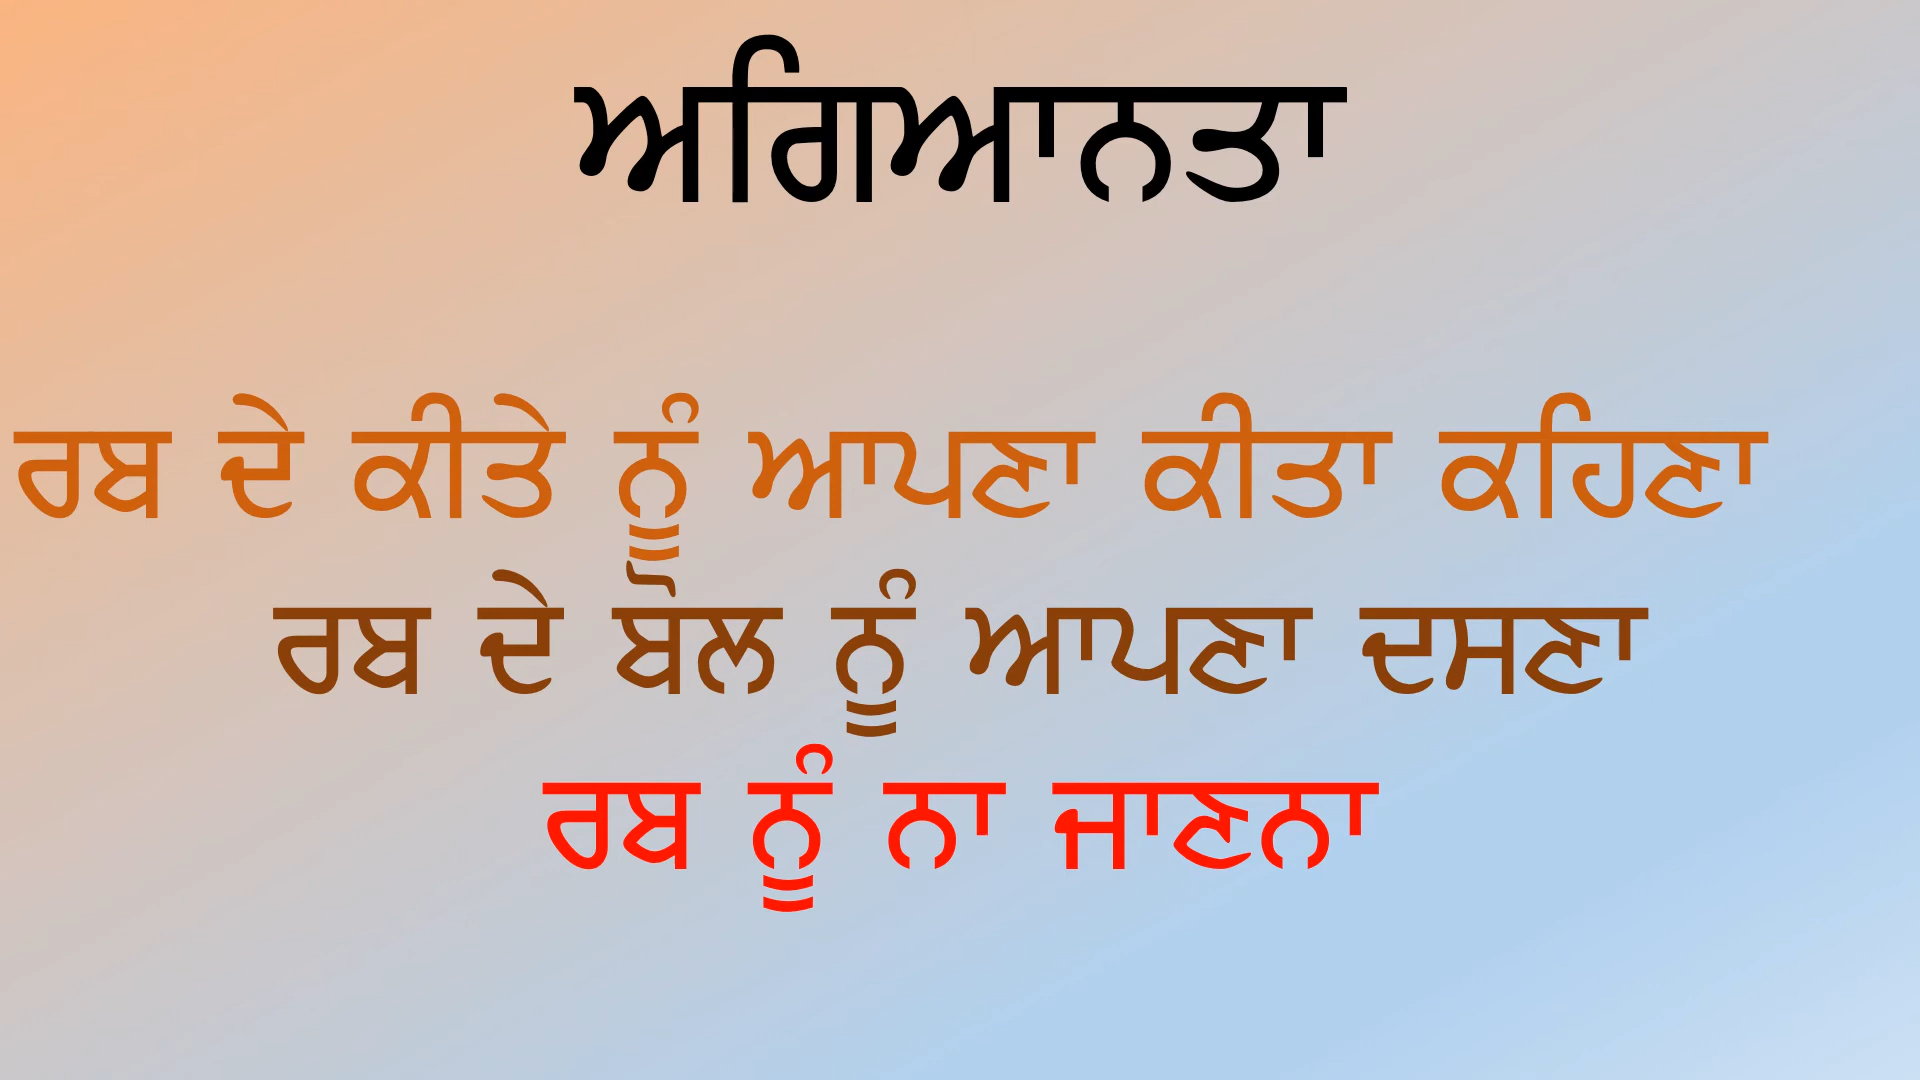 ਅਗਿਆਨਤਾ
ਰਬ ਦੇ ਕੀਤੇ ਨੂੰ ਆਪਣਾ ਕੀਤਾ ਕਹਿਣਾ
ਰਬ ਦੇ ਬੋਲ ਨੂੰ ਆਪਣਾ ਦਸਣਾ
ਰਬ ਨੂੰ ਨਾ ਜਾਣਨਾ